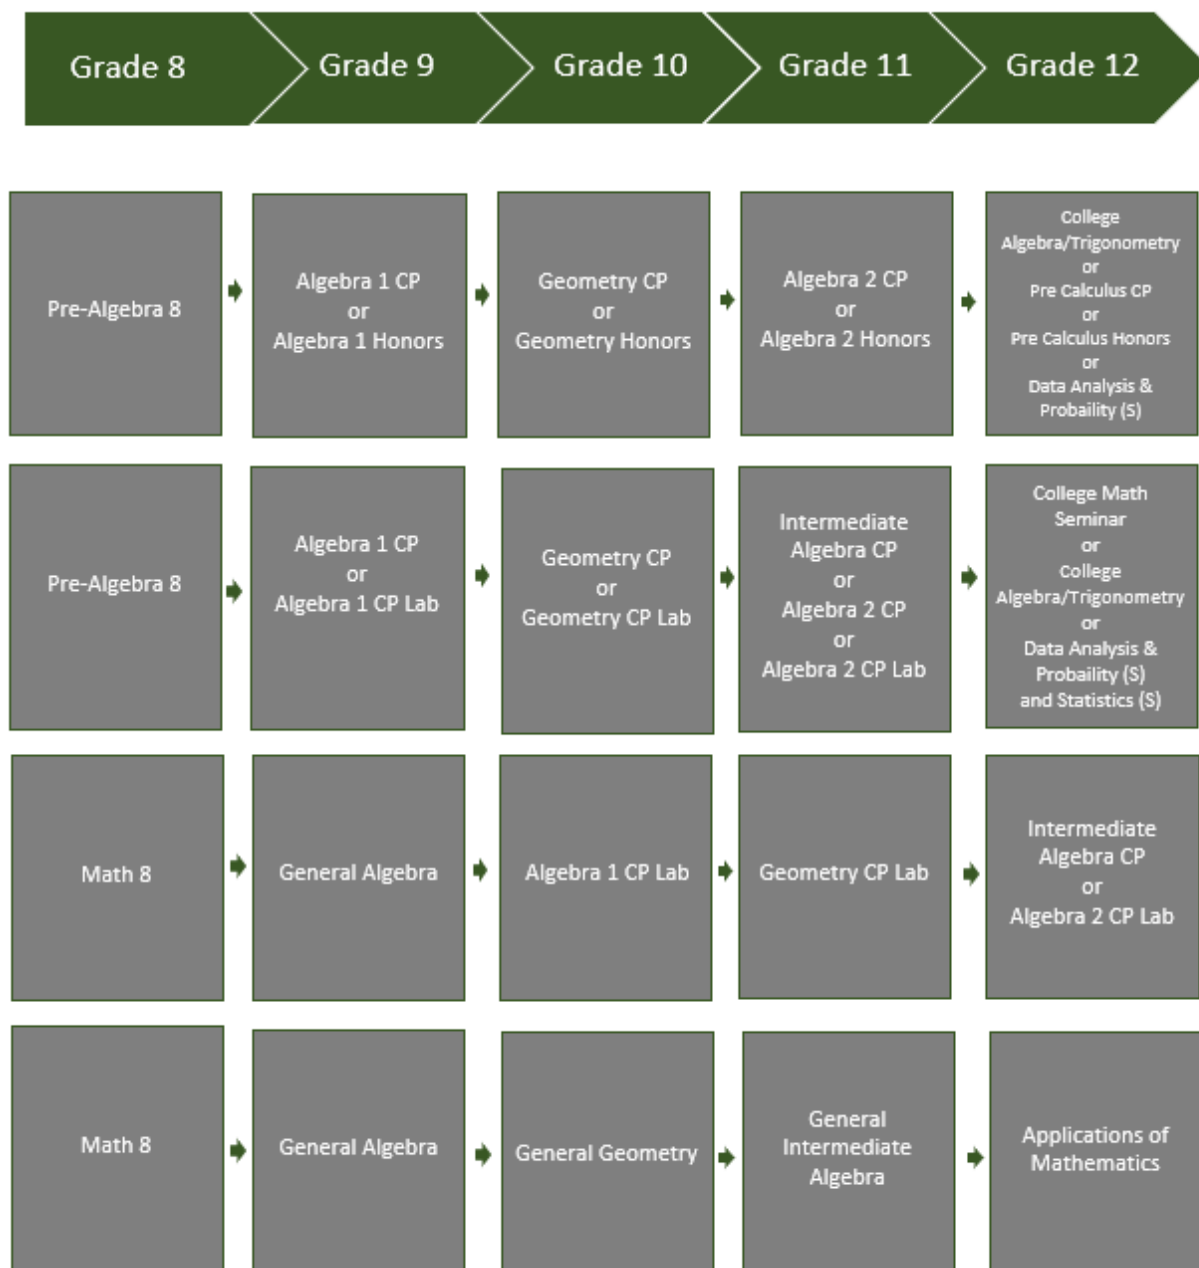 Grade 8
Grade 9
Grade 10
Grade 11
Grade 12
Pre-Algebra 8
Algebra 1 CP
or
Algebra 1 Honors
Geometry CP
or
Geometry Honors
Algebra 2 CP
or
Algebra 2 Honors
College
Algebra/Trigonometry
or
Pre Calculus CP
or
Pre Calculus Honors
or
Data Analysis &
Probaility (S)
Pre-Algebra 8
Algebra 1 CP
or
Algebra 1 CP Lab
Geometry CP
or
Geometry CP Lab
Intermediate
Algebra CP
or
Algebra 2 CP
or
Algebra 2 CP Lab
College Math
Seminar
or
College
Algebra/Trigonometry
or
Data Analysis &
Probaility (S)
and Statistics (S)
Math 8
General Algebra
Algebra 1 CP Lab
Geometry CP Lab
Intermediate
Algebra CP
or
Algebra 2 CP Lab
Math 8
General Algebra
General Geometry
General
Intermediate
Algebra
Applications of
Mathematics